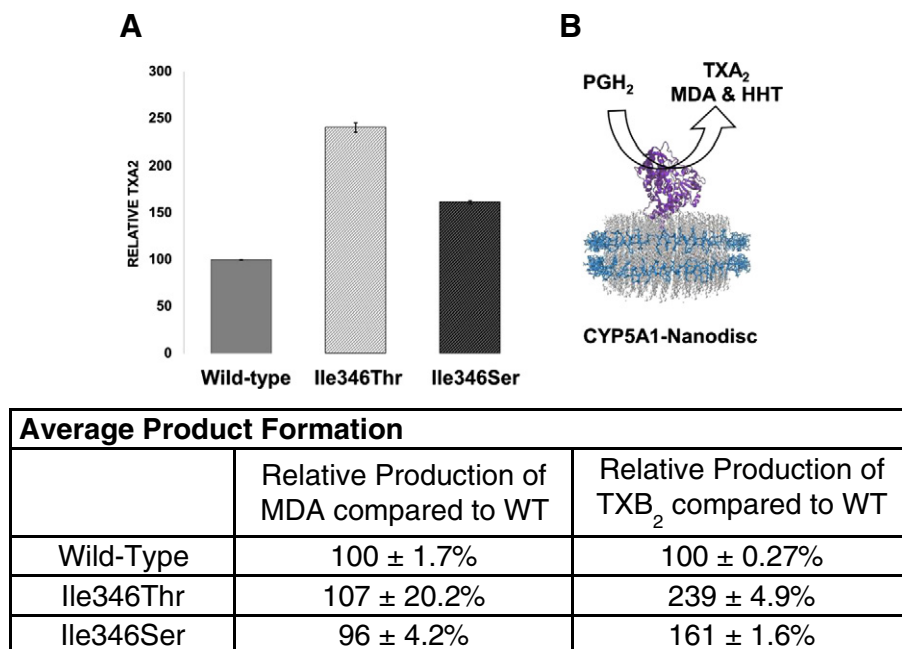 A
B
300
250
200
150
100
50
0
RELATIVE TXA2
Wild-type
Ile346Thr
Ile346Ser
PGH₂
TXA₂
MDA & HHT
CYP5A1-Nanodisc
Average Product Formation
Relative Production of
MDA compared to WT
Relative Production of
TXB₂ compared to WT
Wild-Type
100 ± 1.7%
100 ± 0.27%
Ile346Thr
107 ± 20.2%
239 ± 4.9%
Ile346Ser
96 ± 4.2%
161 ± 1.6%